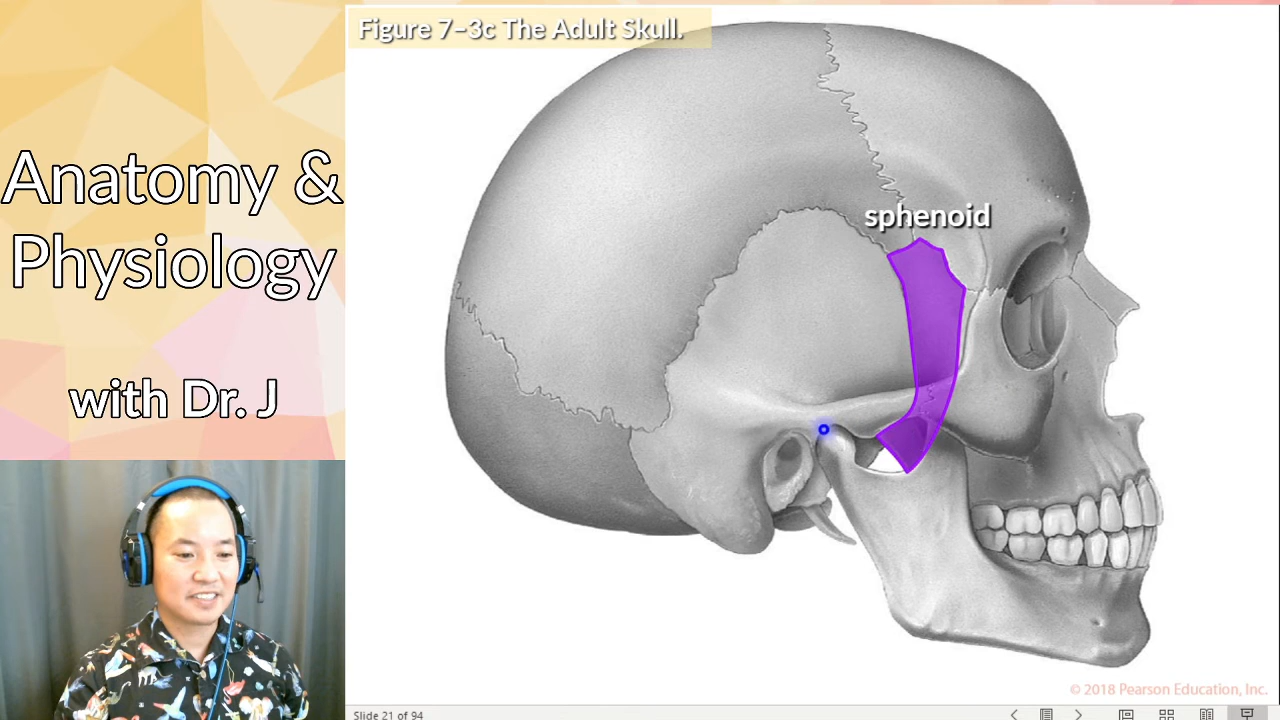 Figure 7–3c The Adult Skull.
Anatomy &
Physiology
with Dr. J
sphenoid
© 2018 Pearson Education, Inc.
Slide 21 of 94